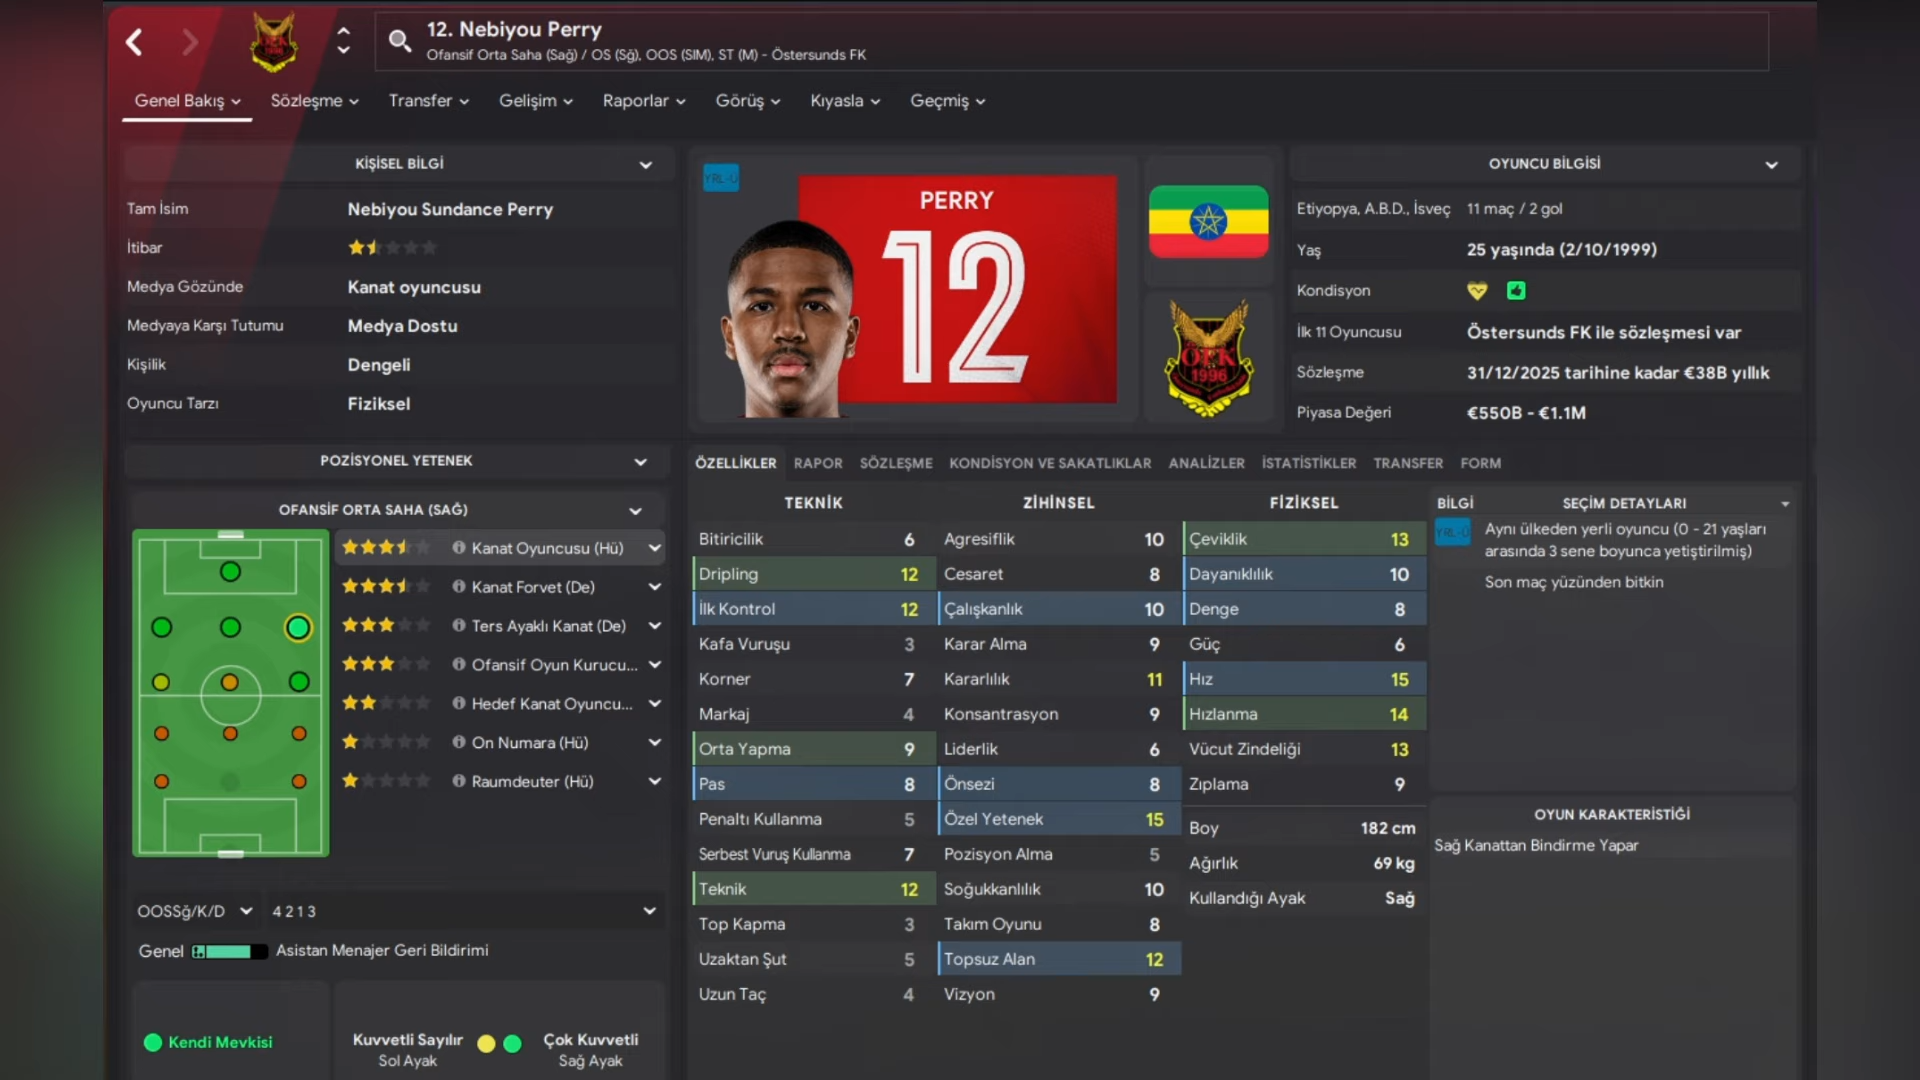 12. Nebiyou Perry
Ofansif Orta Saha (Sağ) / OS (Sğ), OOS (SlM), ST (M) - Östersunds FK
Genel Bakış
Sözleşme
Transfer
Gelişim
Raporlar
Görüş
Kıyasla
Geçmiş
KİŞİSEL BİLGİ
Tam İsim Nebiyou Sundance Perry
İtibar
Medya Gözünde Kanat oyuncusu
Medyaya Karşı Tutumu Medya Dostu
Kişilik Dengeli
Oyuncu Tarzı Fiziksel
YRL-Ü
PERRY
12
ÖFK
1996
OYUNCU BİLGİSİ
Etiyopya, A.B.D., İsveç 11 maç / 2 gol
Yaş 25 yaşında (2/10/1999)
Kondisyon
İlk 11 Oyuncusu Östersunds FK ile sözleşmesi var
Sözleşme 31/12/2025 tarihine kadar €38B yıllık
Piyasa Değeri €550B - €1.1M
POZİSYONEL YETENEK
OFANSİF ORTA SAHA (SAĞ)
Kanat Oyuncusu (Hü)
Kanat Forvet (De)
Ters Ayaklı Kanat (De)
Ofansif Oyun Kurucu...
Hedef Kanat Oyuncu...
On Numara (Hü)
Raumdeuter (Hü)
OOSSğ/K/D 4 2 1 3
Genel Asistan Menajer Geri Bildirimi
Kendi Mevkisi
Kuvvetli Sayılır
Sol Ayak
Çok Kuvvetli
Sağ Ayak
ÖZELLİKLER RAPOR SÖZLEŞME KONDİSYON VE SAKATLIKLAR ANALİZLER İSTATİSTİKLER TRANSFER FORM
TEKNİK
Bitiricilik 6
Dripling 12
İlk Kontrol 12
Kafa Vuruşu 3
Korner 7
Markaj 4
Orta Yapma 9
Pas 8
Penaltı Kullanma 5
Serbest Vuruş Kullanma 7
Teknik 12
Top Kapma 3
Uzaktan Şut 5
Uzun Taç 4
ZİHİNSEL
Agresiflik 10
Cesaret 8
Çalışkanlık 10
Karar Alma 9
Kararlılık 11
Konsantrasyon 9
Liderlik 6
Önsezi 8
Özel Yetenek 15
Pozisyon Alma 5
Soğukkanlılık 10
Takım Oyunu 8
Topsuz Alan 12
Vizyon 9
FİZİKSEL
Çeviklik 13
Dayanıklılık 10
Denge 8
Güç 6
Hız 15
Hızlanma 14
Vücut Zindeliği 13
Zıplama 9
Boy 182 cm
Ağırlık 69 kg
Kullandığı Ayak Sağ
BİLGİ SEÇİM DETAYLARI
YRL-Ü Aynı ülkeden yerli oyuncu (0 - 21 yaşları
arasında 3 sene boyunca yetiştirilmiş)
Son maç yüzünden bitkin
OYUN KARAKTERİSTİĞİ
Sağ Kanattan Bindirme Yapar